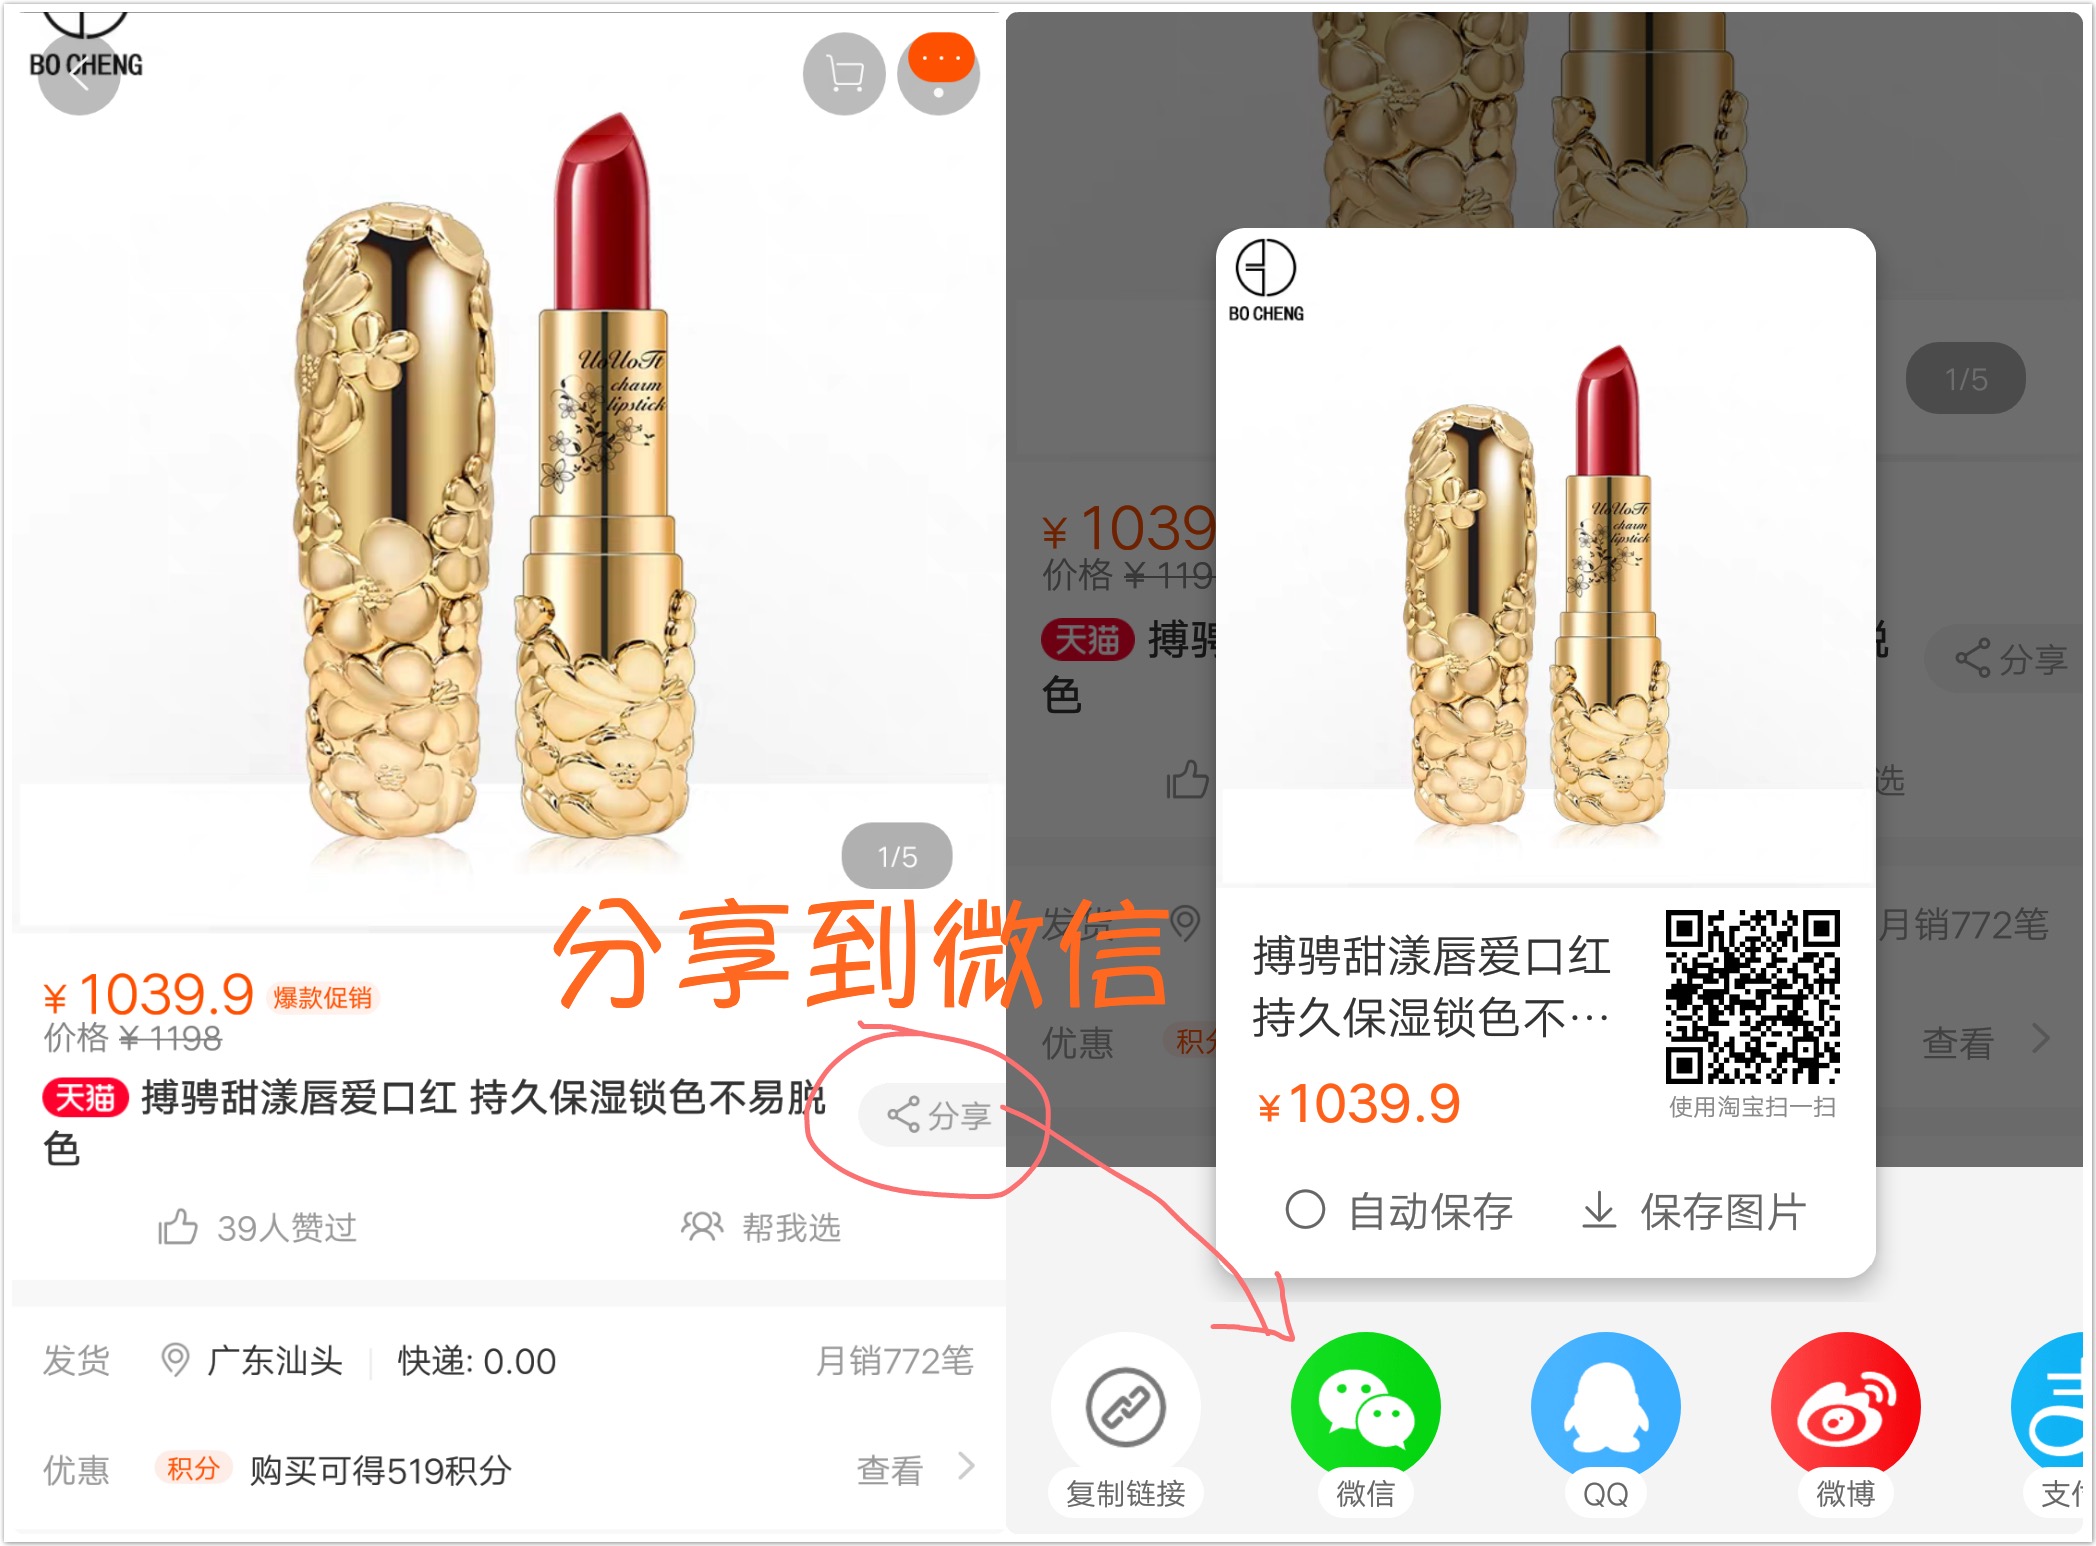 BO CHENG
UoUoTt
charm
lipstick
1/5
分享到微信
¥ 1039.9 爆款促销
价格 ¥ 1198
天猫 搏骋甜漾唇爱口红 持久保湿锁色不易脱
色
分享
39人赞过
帮我选
发货 广东汕头 快递: 0.00 月销772笔
优惠 积分 购买可得519积分 查看
BO CHENG
UoUoTt
charm
lipstick
1/5
¥ 1039
价格 ¥ 119
天猫 搏骋
色
分享
选
发货
月销772笔
优惠 积分
查看
搏骋甜漾唇爱口红
持久保湿锁色不…
¥ 1039.9
使用淘宝扫一扫
自动保存 保存图片
复制链接 微信 QQ 微博 支付